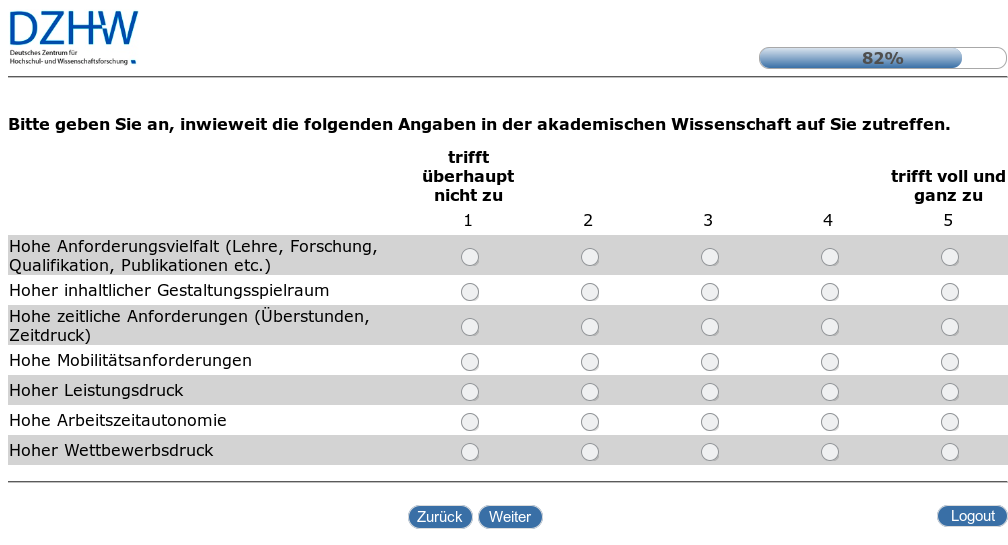 DZHW
Deutsches Zentrum für
Hochschul- und Wissenschaftsforschung
82%
Bitte geben Sie an, inwieweit die folgenden Angaben in der akademischen Wissenschaft auf Sie zutreffen.
trifft
überhaupt
nicht zu
trifft voll und
ganz zu
1 2 3 4 5
Hohe Anforderungsvielfalt (Lehre, Forschung,
Qualifikation, Publikationen etc.)
Hoher inhaltlicher Gestaltungsspielraum
Hohe zeitliche Anforderungen (Überstunden,
Zeitdruck)
Hohe Mobilitätsanforderungen
Hoher Leistungsdruck
Hohe Arbeitszeitautonomie
Hoher Wettbewerbsdruck
Zurück Weiter Logout